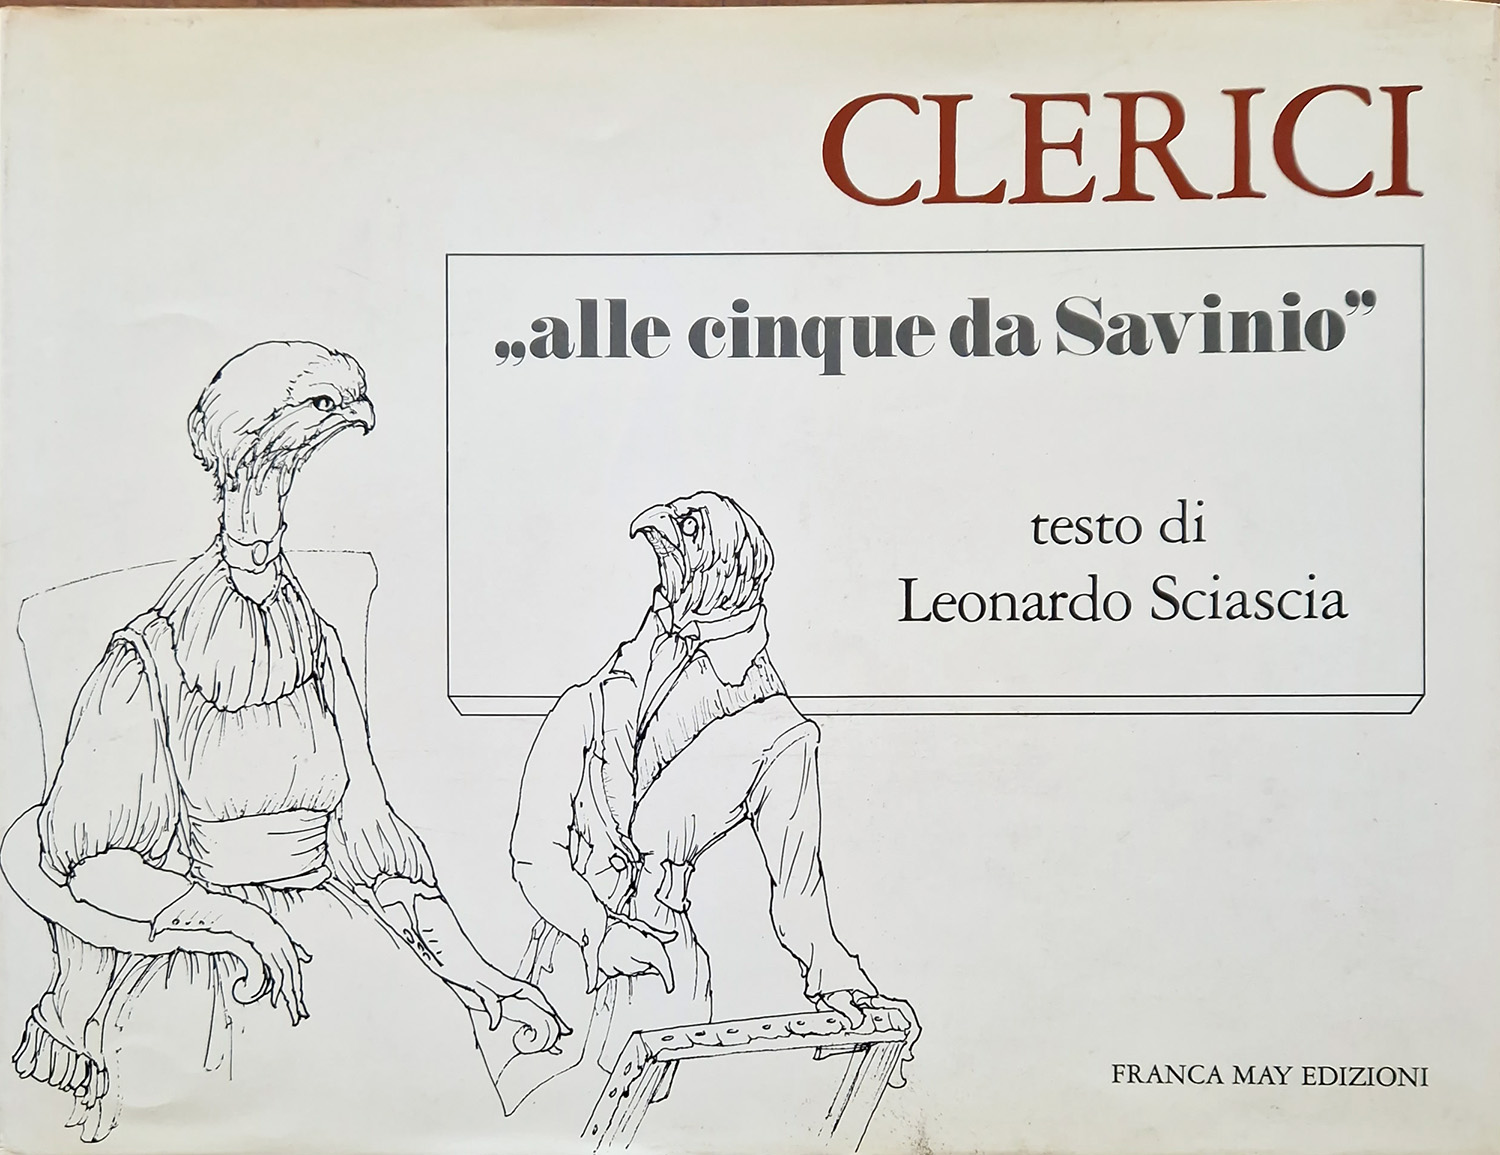 CLERICI
„alle cinque da Savinio”
testo di
Leonardo Sciascia
FRANCA MAY EDIZIONI